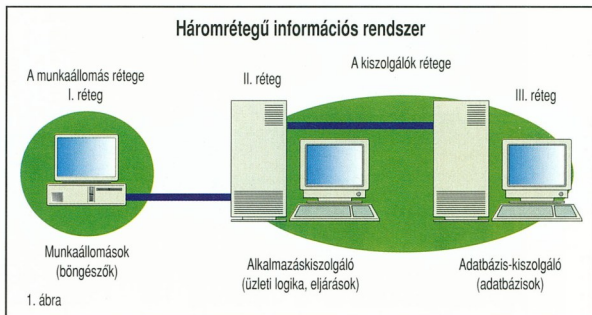 Háromrétegű információs rendszer
A munkaállomás rétege
I. réteg
II. réteg
A kiszolgálók rétege
III. réteg
Munkaállomások
(böngészők)
Alkalmazáskiszolgáló
(üzleti logika, eljárások)
Adatbázis-kiszolgáló
(adatbázisok)
1. ábra